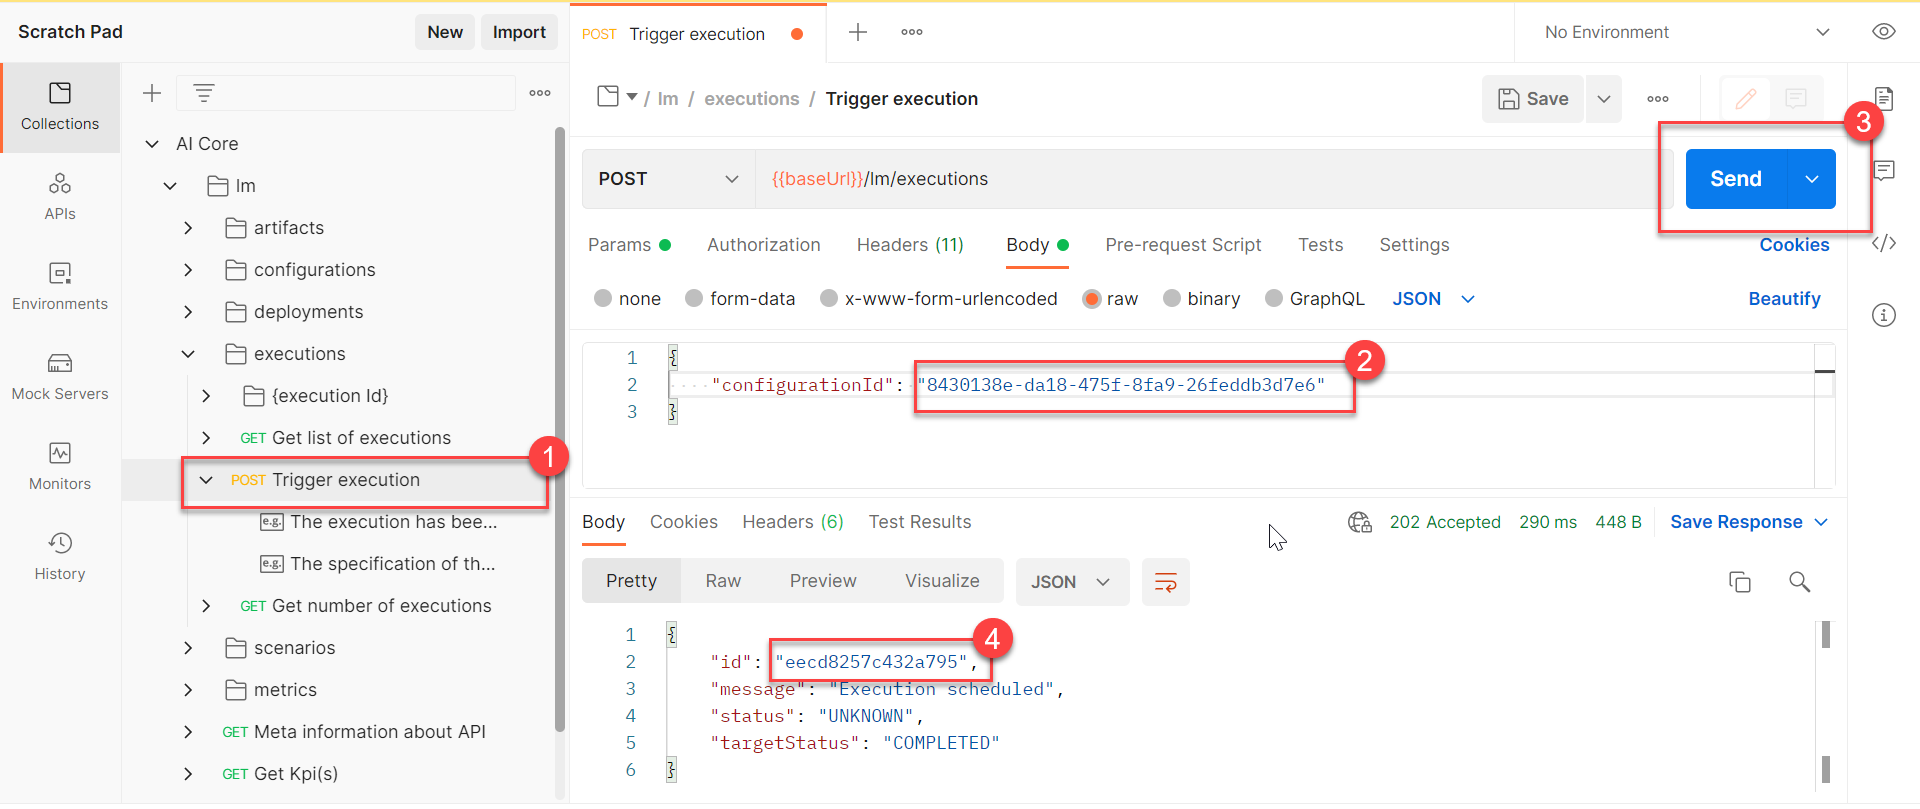 Scratch Pad
New
Import
POST Trigger execution
No Environment
Collections
APIs
Environments
Mock Servers
Monitors
History
AI Core
lm
artifacts
configurations
deployments
executions
{execution Id}
GET Get list of executions
POST Trigger execution
1
e.g. The execution has bee...
e.g. The specification of th...
GET Get number of executions
scenarios
metrics
GET Meta information about API
GET Get Kpi(s)
/ lm / executions / Trigger execution
Save
POST
{{baseUrl}}/lm/executions
Send
3
Params Authorization Headers (11) Body Pre-request Script Tests Settings Cookies
none form-data x-www-form-urlencoded raw binary GraphQL JSON Beautify
1 {
2 "configurationId": "8430138e-da18-475f-8fa9-26feddb3d7e6"
3 }
2
Body Cookies Headers (6) Test Results 202 Accepted 290 ms 448 B Save Response
Pretty Raw Preview Visualize JSON
1 {
2 "id": "eecd8257c432a795",
3 "message": "Execution scheduled",
4 "status": "UNKNOWN",
5 "targetStatus": "COMPLETED"
6 }
4